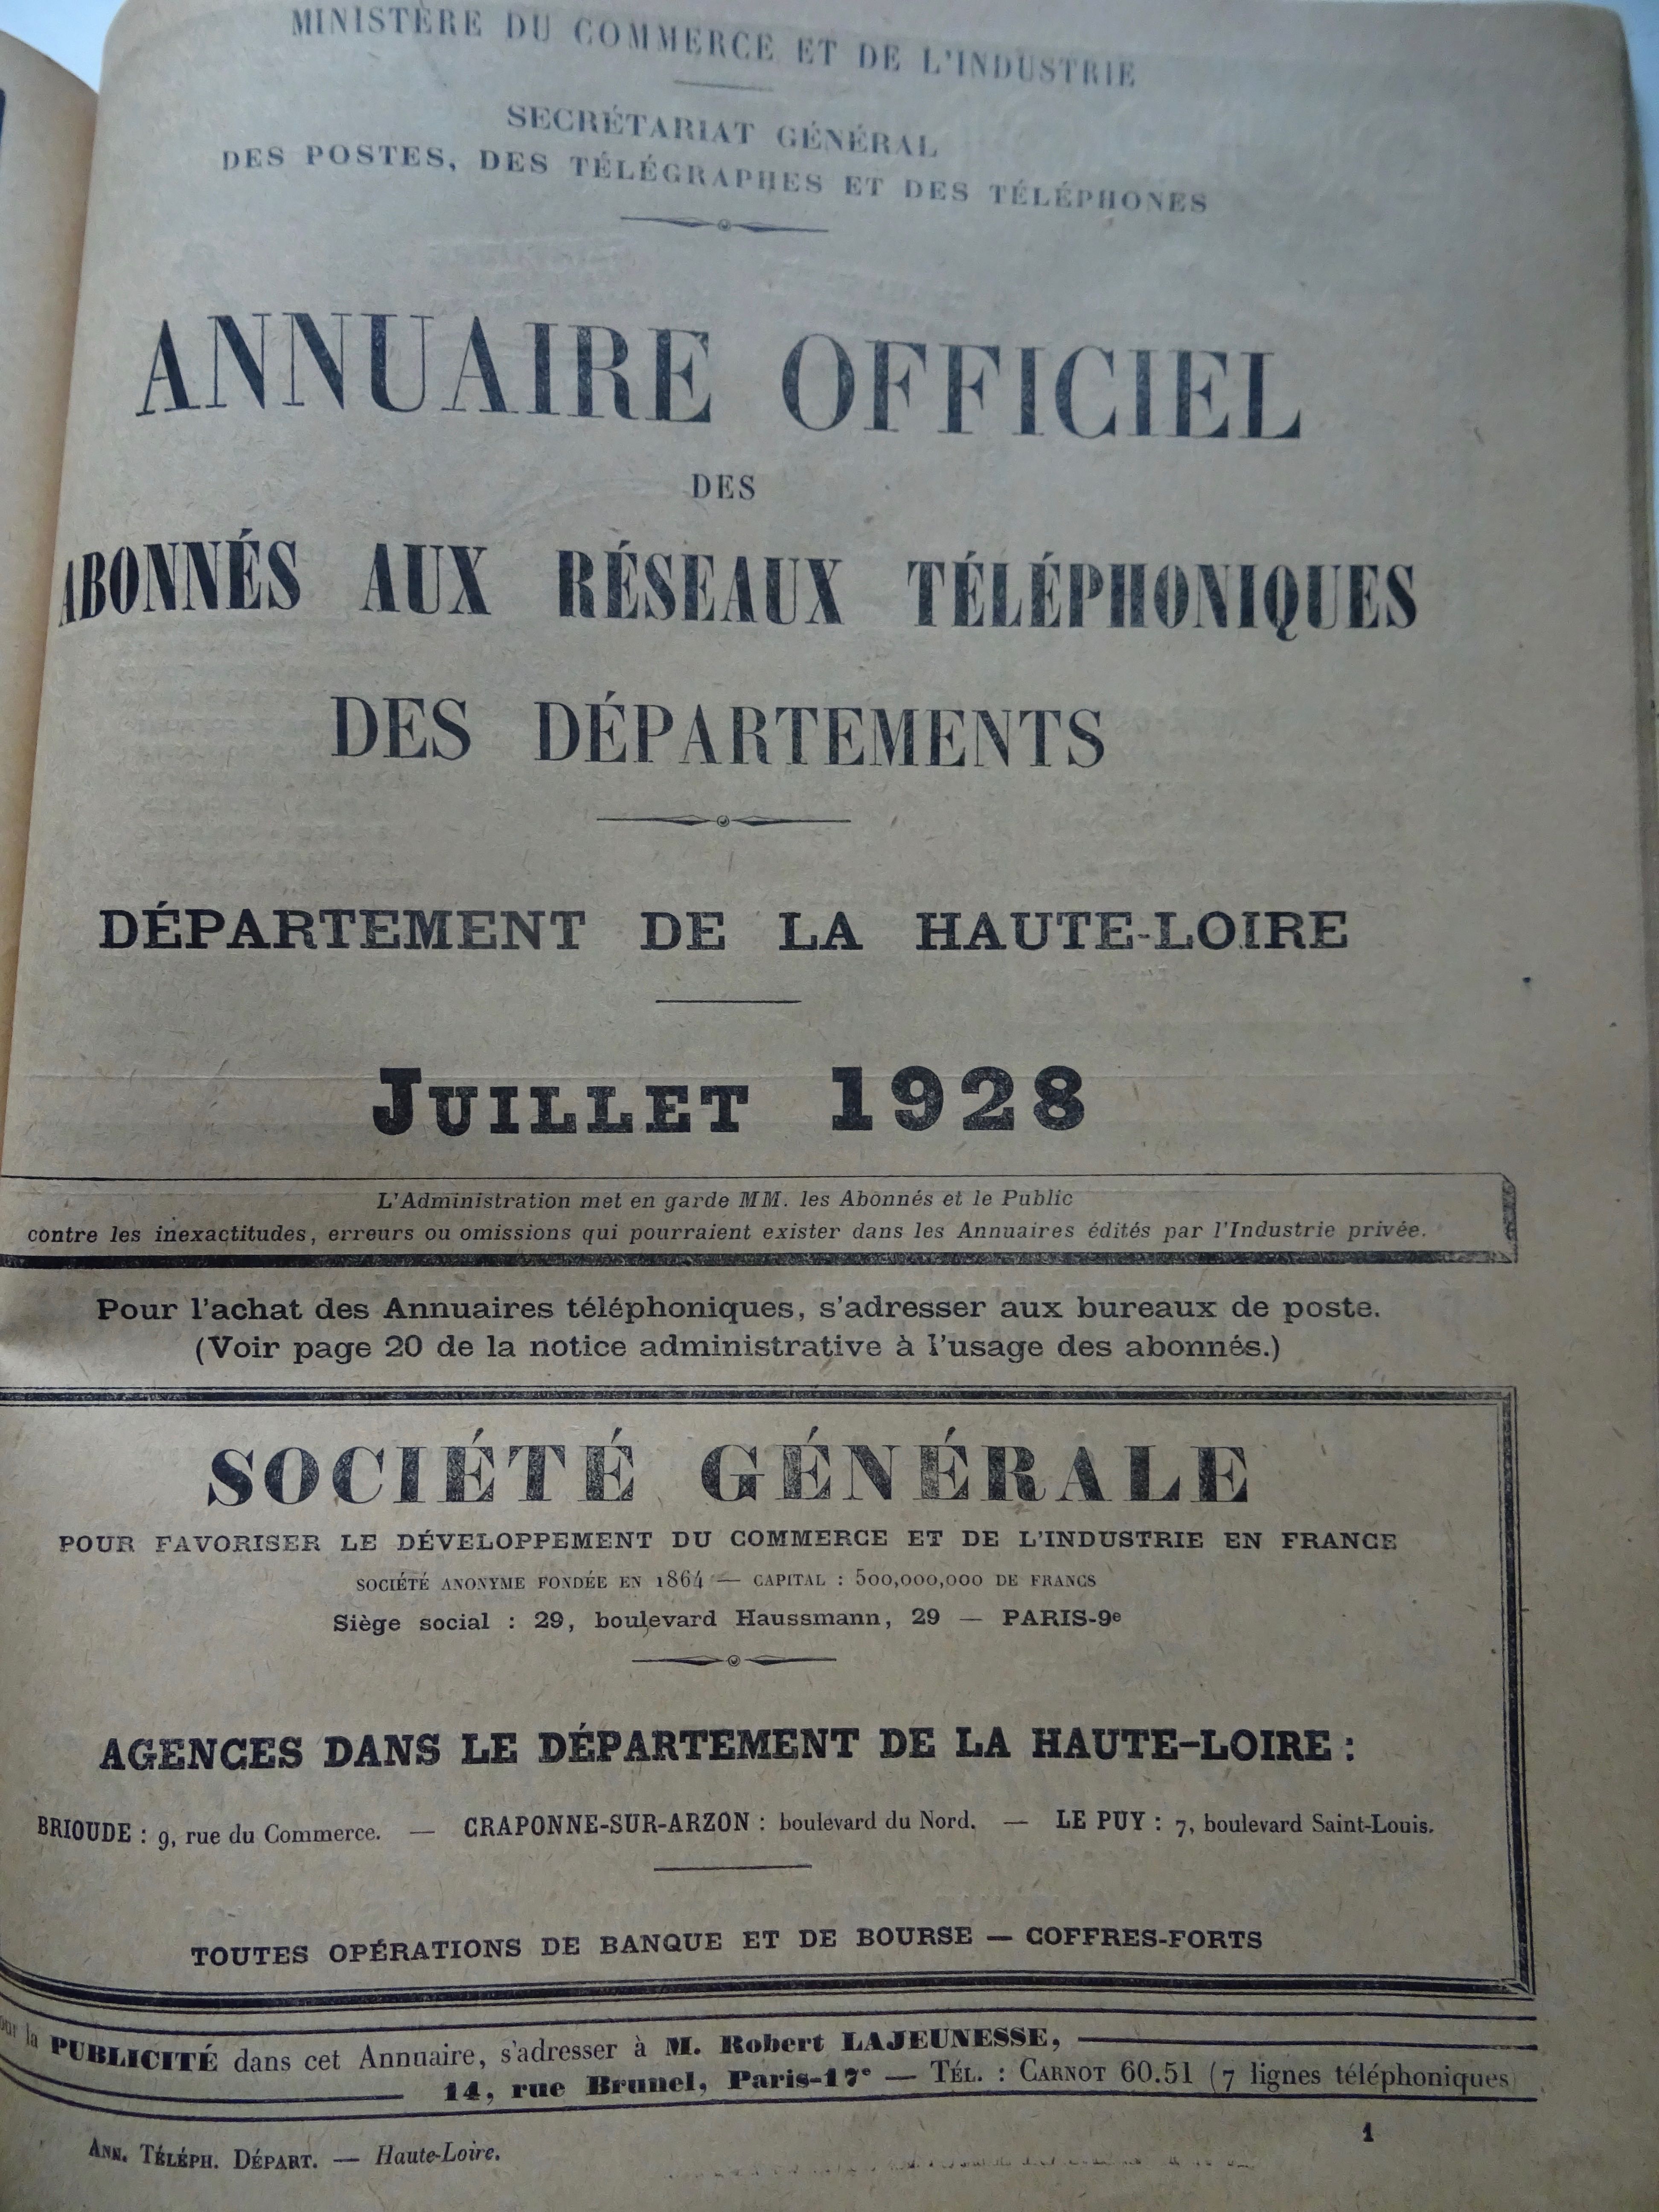 MINISTÈRE DU COMMERCE ET DE L'INDUSTRIE
SECRÉTARIAT GÉNÉRAL
DES POSTES, DES TÉLÉGRAPHES ET DES TÉLÉPHONES
ANNUAIRE OFFICIEL
DES
ABONNÉS AUX RÉSEAUX TÉLÉPHONIQUES
DES DÉPARTEMENTS
DÉPARTEMENT DE LA HAUTE-LOIRE
JUILLET 1928
L'Administration met en garde MM. les Abonnés et le Public
contre les inexactitudes, erreurs ou omissions qui pourraient exister dans les Annuaires édités par l'Industrie privée.
Pour l'achat des Annuaires téléphoniques, s'adresser aux bureaux de poste.
(Voir page 20 de la notice administrative à l'usage des abonnés.)
SOCIÉTÉ GÉNÉRALE
POUR FAVORISER LE DÉVELOPPEMENT DU COMMERCE ET DE L'INDUSTRIE EN FRANCE
SOCIÉTÉ ANONYME FONDÉE EN 1864 — CAPITAL : 500,000,000 DE FRANCS
Siège social : 29, boulevard Haussmann, 29 — PARIS-9e
AGENCES DANS LE DÉPARTEMENT DE LA HAUTE-LOIRE :
BRIOUDE : 9, rue du Commerce. — CRAPONNE-SUR-ARZON : boulevard du Nord. — LE PUY : 7, boulevard Saint-Louis.
TOUTES OPÉRATIONS DE BANQUE ET DE BOURSE — COFFRES-FORTS
la PUBLICITÉ dans cet Annuaire, s'adresser à M. Robert LAJEUNESSE,
14, rue Brunel, Paris-17e — TÉL. : CARNOT 60.51 (7 lignes téléphoniques)
1
ANN. TÉLÉPH. DÉPART. — Haute-Loire.